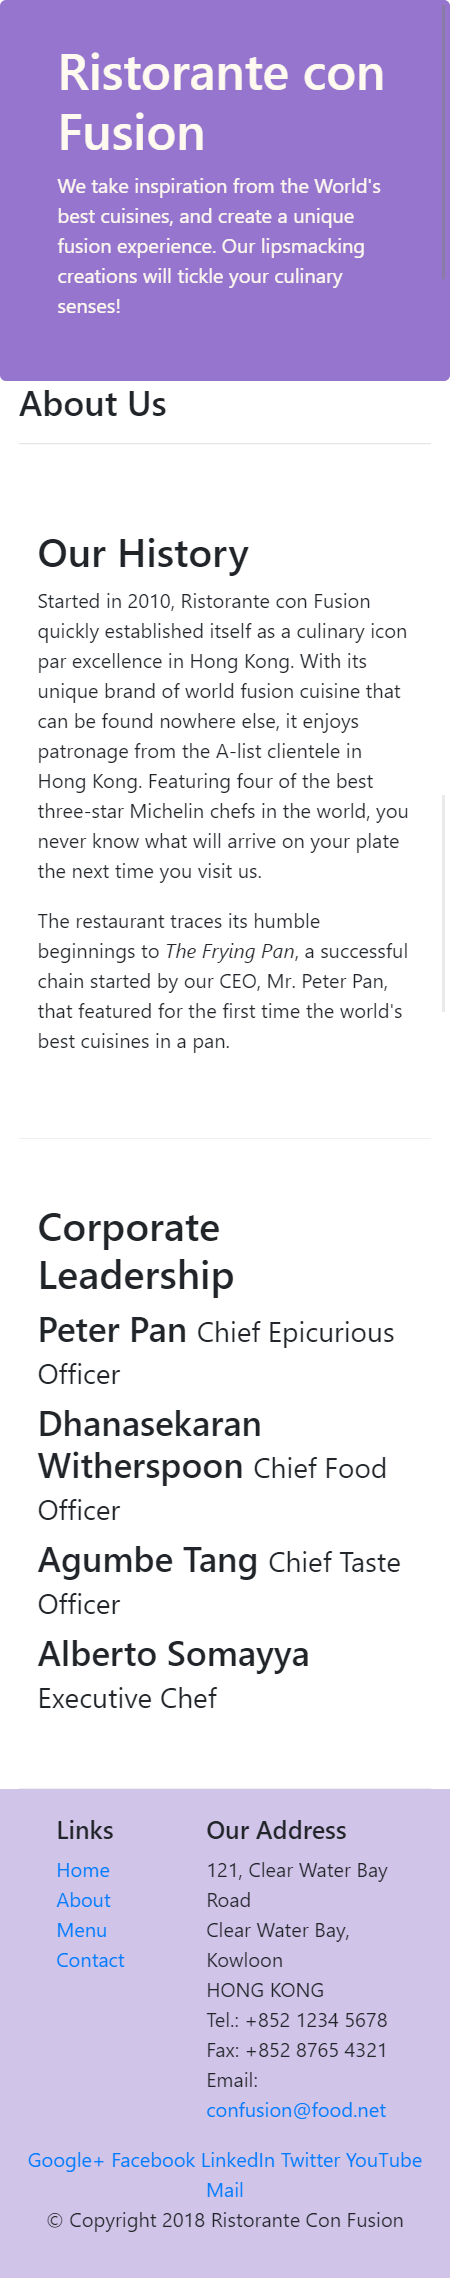 Ristorante con
Fusion
We take inspiration from the World's
best cuisines, and create a unique
fusion experience. Our lipsmacking
creations will tickle your culinary
senses!
About Us
Our History
Started in 2010, Ristorante con Fusion
quickly established itself as a culinary icon
par excellence in Hong Kong. With its
unique brand of world fusion cuisine that
can be found nowhere else, it enjoys
patronage from the A-list clientele in
Hong Kong. Featuring four of the best
three-star Michelin chefs in the world, you
never know what will arrive on your plate
the next time you visit us.
The restaurant traces its humble
beginnings to The Frying Pan, a successful
chain started by our CEO, Mr. Peter Pan,
that featured for the first time the world's
best cuisines in a pan.
Corporate
Leadership
Peter Pan Chief Epicurious
Officer
Dhanasekaran
Witherspoon Chief Food
Officer
Agumbe Tang Chief Taste
Officer
Alberto Somayya
Executive Chef
Links
Home
About
Menu
Contact
Our Address
121, Clear Water Bay
Road
Clear Water Bay,
Kowloon
HONG KONG
Tel.: +852 1234 5678
Fax: +852 8765 4321
Email:
confusion@food.net
Google+ Facebook LinkedIn Twitter YouTube
Mail
© Copyright 2018 Ristorante Con Fusion